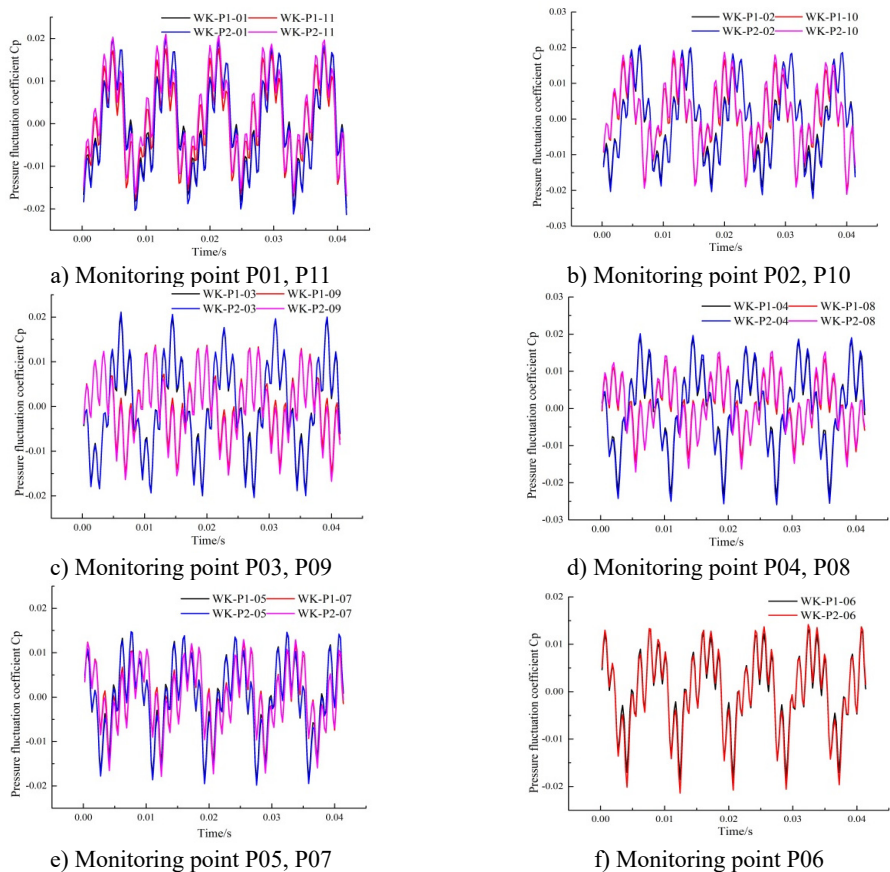 WK-P1-01 WK-P1-11
WK-P2-01 WK-P2-11
Pressure fluctuation coefficient Cp
0.02
0.01
0.00
-0.01
-0.02
0.00 0.01 0.02 0.03 0.04
Time/s
a) Monitoring point P01, P11
WK-P1-02 WK-P1-10
WK-P2-02 WK-P2-10
Pressure fluctuation coefficient Cp
0.03
0.02
0.01
0.00
-0.01
-0.02
-0.03
0.00 0.01 0.02 0.03 0.04
Time/s
b) Monitoring point P02, P10
WK-P1-03 WK-P1-09
WK-P2-03 WK-P2-09
Pressure fluctuation coefficient Cp
0.02
0.01
0.00
-0.01
-0.02
0.00 0.01 0.02 0.03 0.04
Time/s
c) Monitoring point P03, P09
WK-P1-04 WK-P1-08
WK-P2-04 WK-P2-08
Pressure fluctuation coefficient Cp
0.03
0.02
0.01
0.00
-0.01
-0.02
-0.03
0.00 0.01 0.02 0.03 0.04
Time/s
d) Monitoring point P04, P08
WK-P1-05 WK-P1-07
WK-P2-05 WK-P2-07
Pressure fluctuation coefficient Cp
0.02
0.01
0.00
-0.01
-0.02
0.00 0.01 0.02 0.03 0.04
Time/s
e) Monitoring point P05, P07
WK-P1-06
WK-P2-06
Pressure fluctuation coefficient Cp
0.02
0.01
0.00
-0.01
-0.02
0.00 0.01 0.02 0.03 0.04
Time/s
f) Monitoring point P06